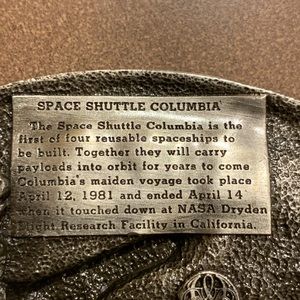 SPACE SHUTTLE COLUMBIA
The Space Shuttle Columbia is the
first of four reusable spaceships to
be built. Together they will carry
payloads into orbit for years to come
Columbia's maiden voyage took place
April 12, 1981 and ended April 14
when it touched down at NASA Dryden
Flight Research Facility in California.